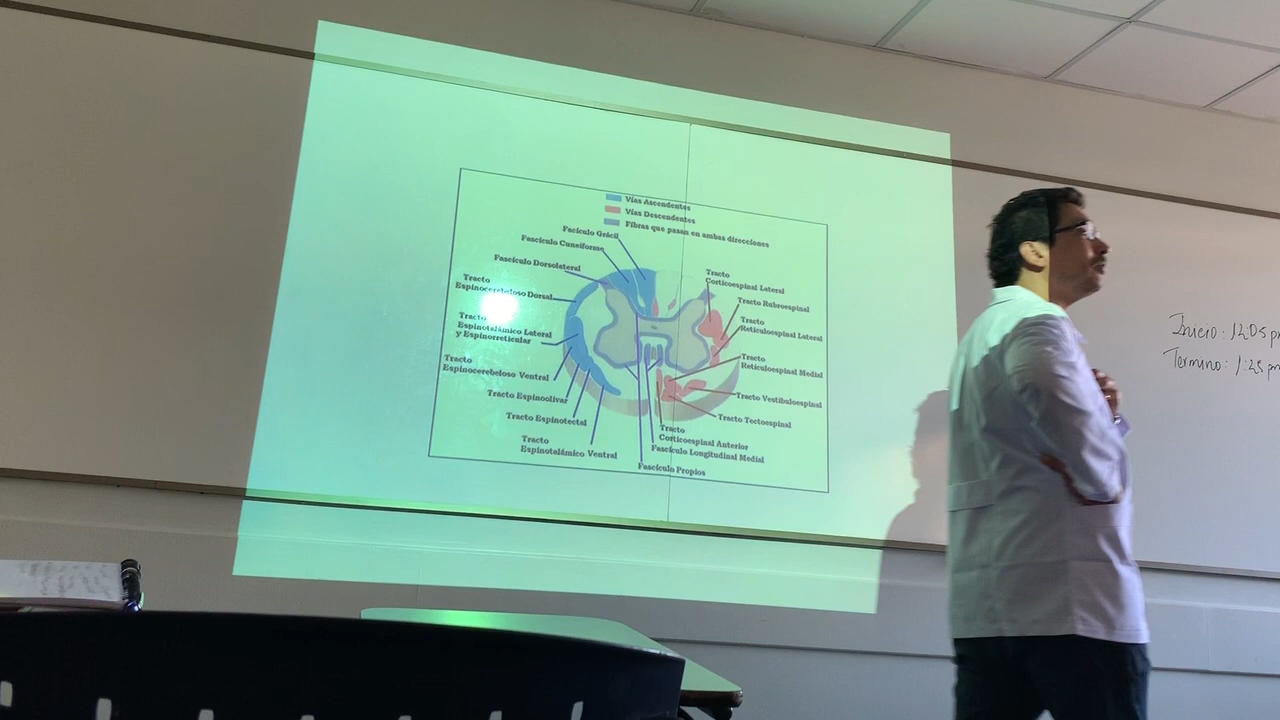 Vías Ascendentes
Vías Descendentes
Fibras que pasan en ambas direcciones
Fascículo Grácil
Fascículo Cuneiforme
Fascículo Dorsolateral
Tracto
Espinocerebeloso Dorsal
Tracto
Espinotalámico Lateral
y Espinorreticular
Tracto
Espinocerebeloso Ventral
Tracto Espinoolivar
Tracto Espinotectal
Tracto
Espinotalámico Ventral
Tracto
Corticoespinal Lateral
Tracto Rubroespinal
Tracto
Reticuloespinal Lateral
Tracto
Reticuloespinal Medial
Tracto Vestibuloespinal
Tracto Tectoespinal
Tracto
Corticoespinal Anterior
Fascículo Longitudinal Medial
Fascículo Propios
Inicio: 12:05 pm
Termino: 1:25 pm